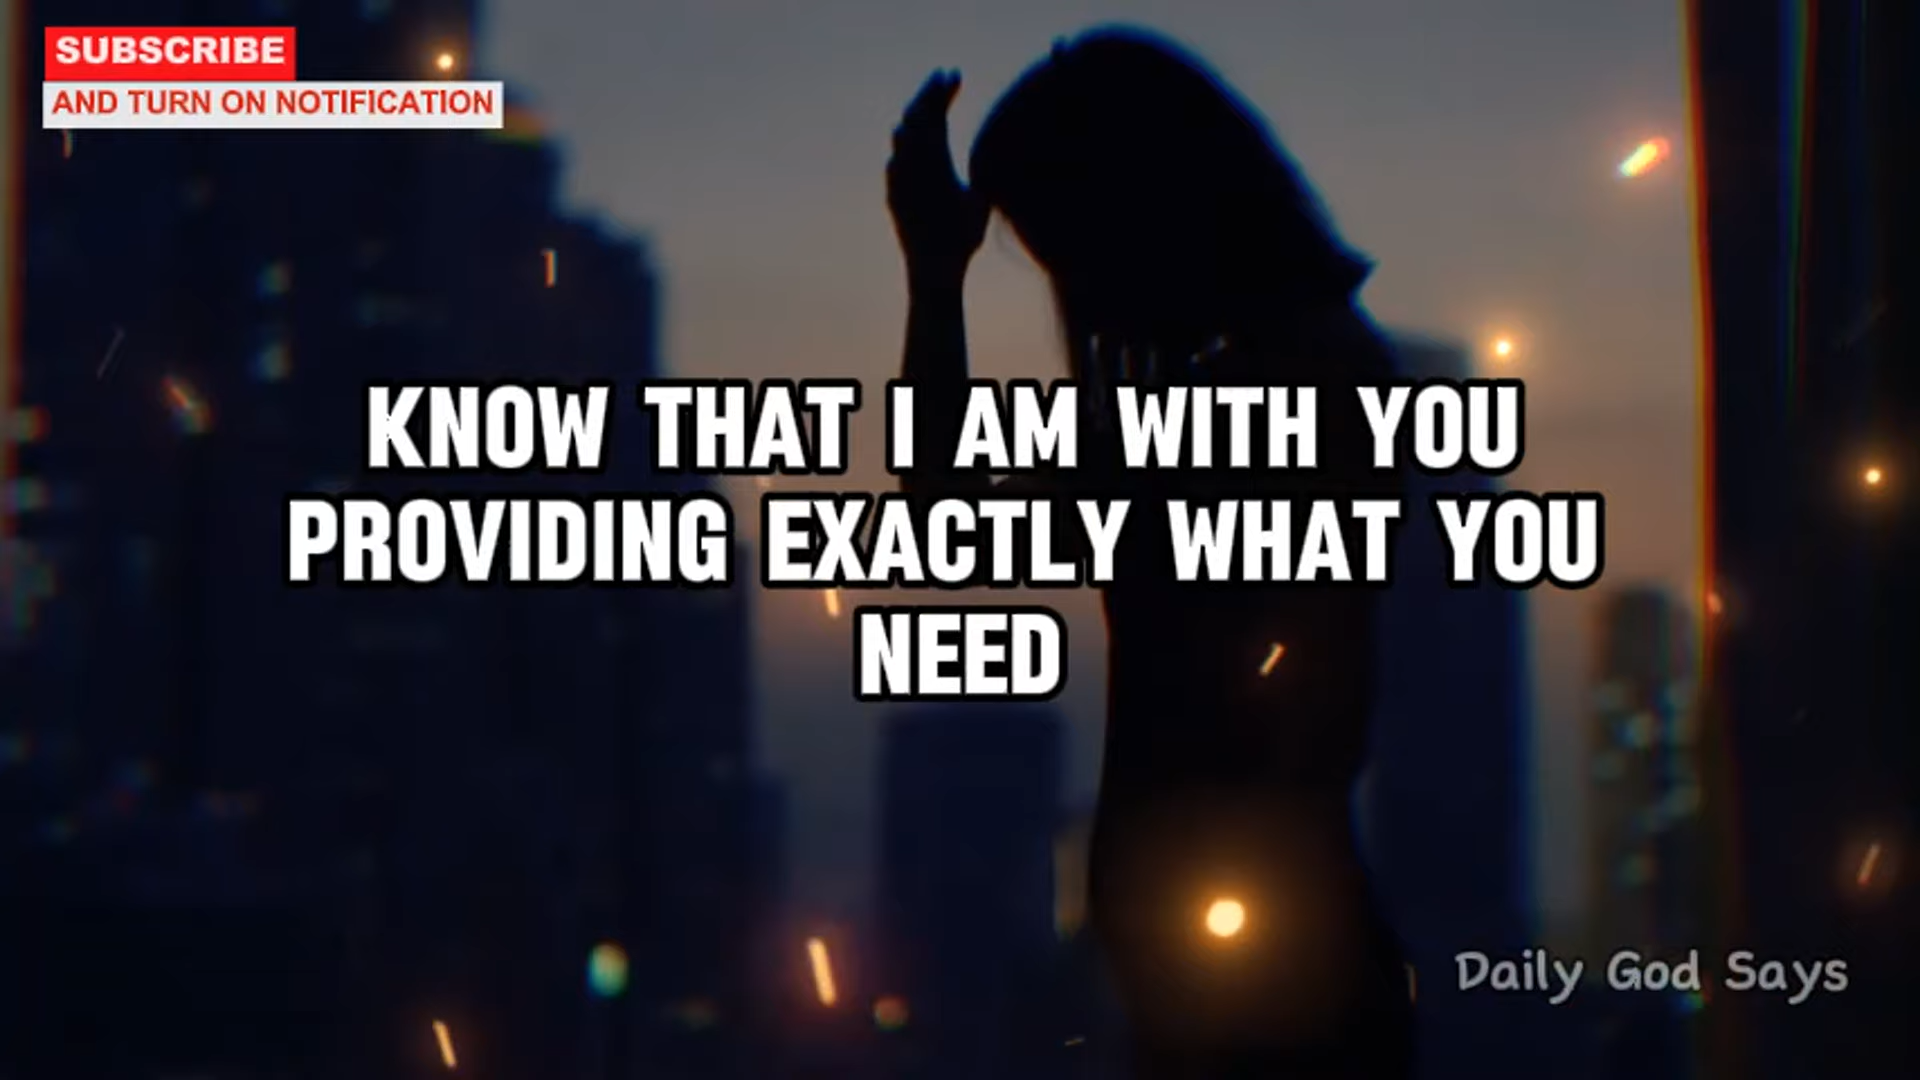 SUBSCRIBE
AND TURN ON NOTIFICATION
KNOW THAT I AM WITH YOU
PROVIDING EXACTLY WHAT YOU
NEED
Daily God Says